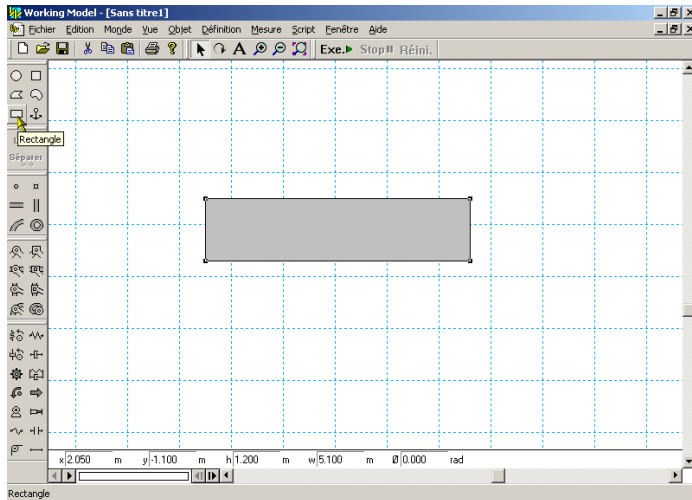 Working Model - [Sans titre1]
Fichier Edition Monde Vue Objet Définition Mesure Script Fenêtre Aide
A Exe. Stop Réini.
Rectangle
Séparer
x 2.050 m y -1.100 m h 1.200 m w 5.100 m Ø 0.000 rad
Rectangle